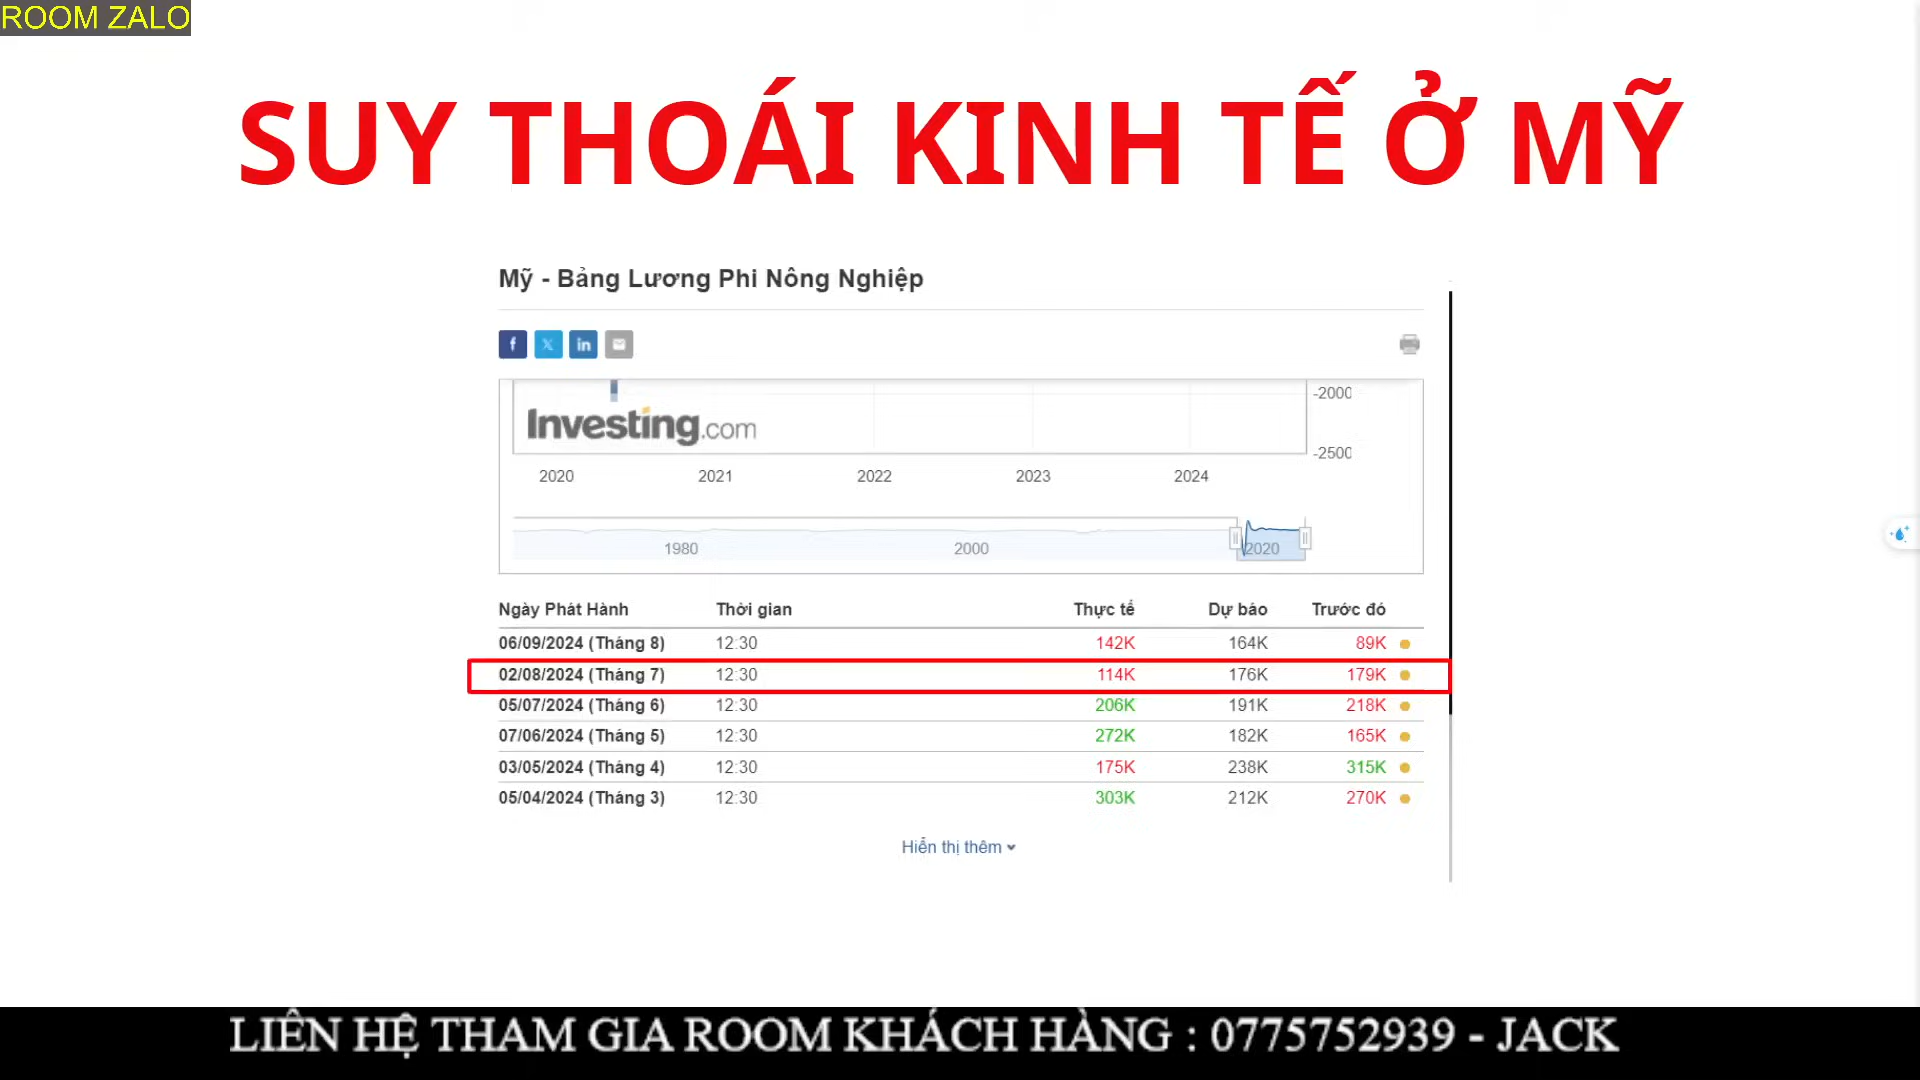 ROOM ZALO
SUY THOÁI KINH TẾ Ở MỸ
Mỹ - Bảng Lương Phi Nông Nghiệp
-2000
Investing.com
-2500
2020 2021 2022 2023 2024
1980 2000 2020
Ngày Phát Hành Thời gian Thực tế Dự báo Trước đó
06/09/2024 (Tháng 8) 12:30 142K 164K 89K
02/08/2024 (Tháng 7) 12:30 114K 176K 179K
05/07/2024 (Tháng 6) 12:30 206K 191K 218K
07/06/2024 (Tháng 5) 12:30 272K 182K 165K
03/05/2024 (Tháng 4) 12:30 175K 238K 315K
05/04/2024 (Tháng 3) 12:30 303K 212K 270K
Hiển thị thêm
LIÊN HỆ THAM GIA ROOM KHÁCH HÀNG : 0775752939 - JACK